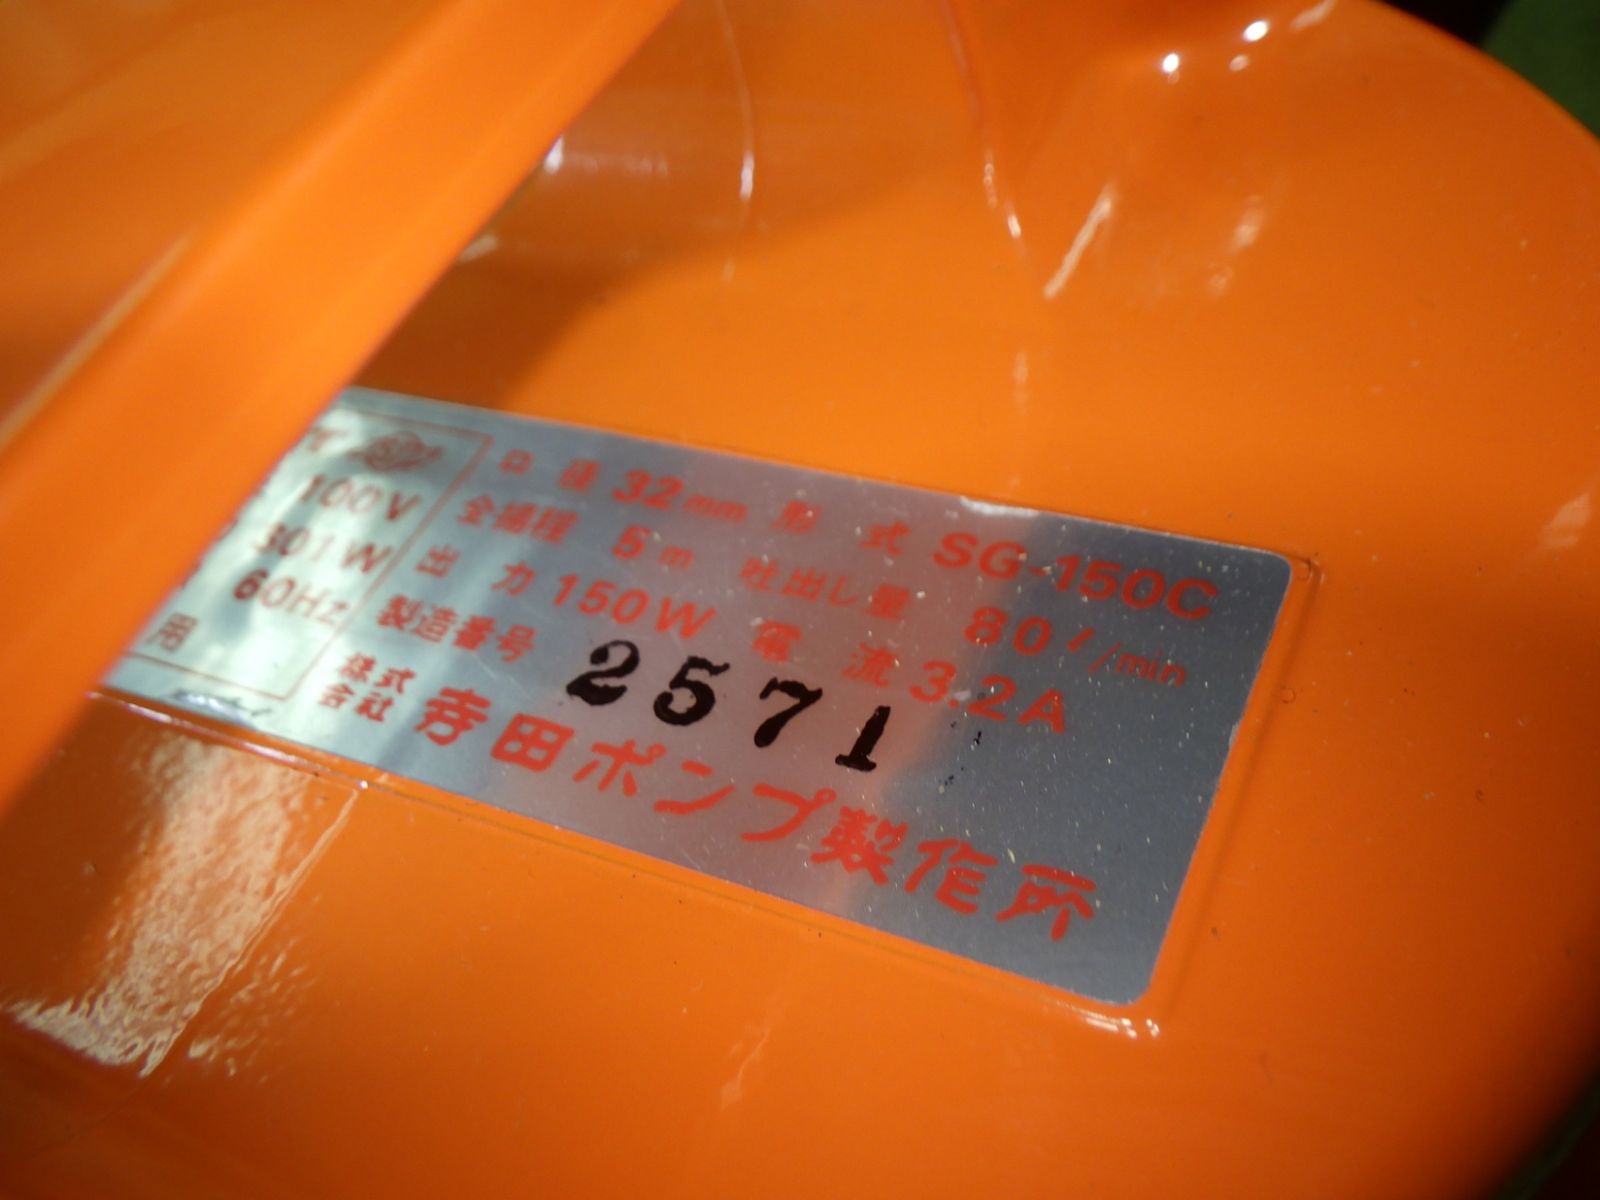 口径 32mm 形式 SG-150C
全揚程 5m 吐出し量 80ℓ/min
出力 150W 電流 3.2A
製造番号 2571
株式会社 寺田ポンプ製作所
100V
301W
60Hz
用